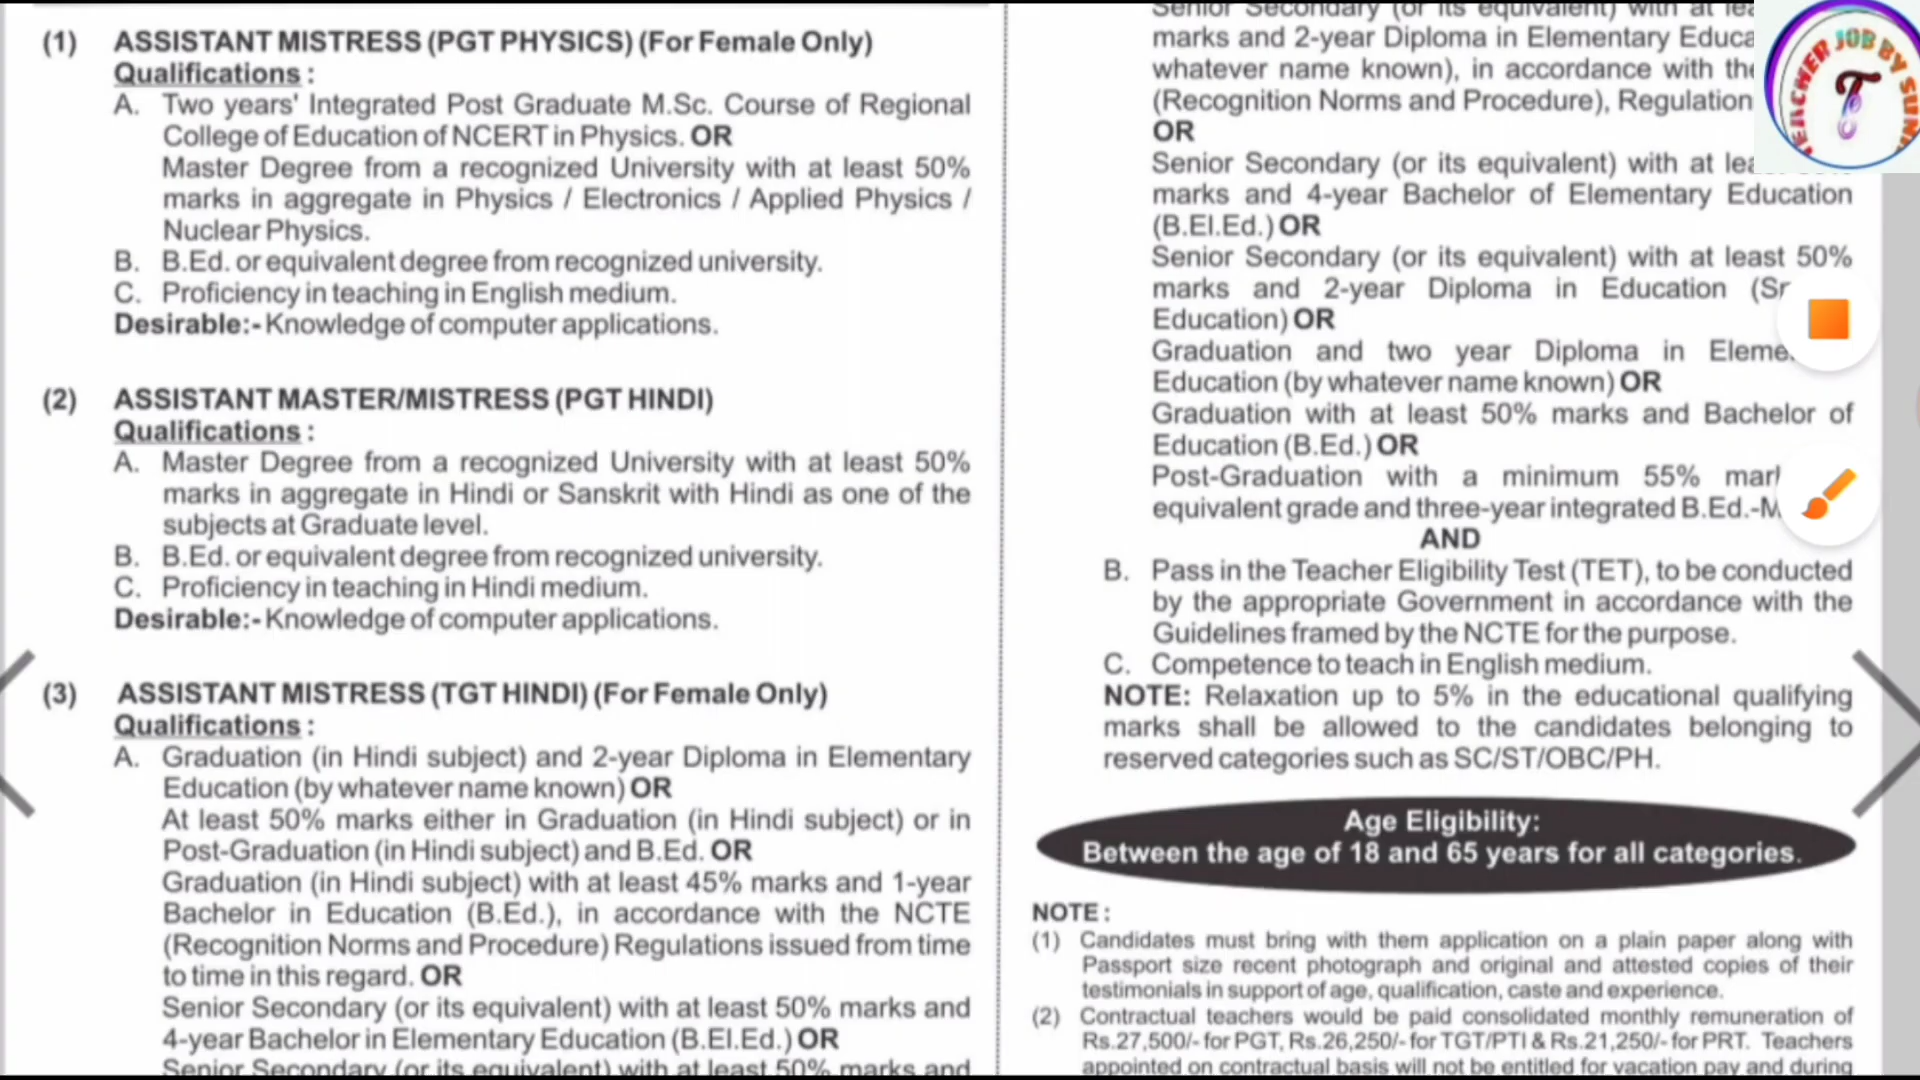 (1) ASSISTANT MISTRESS (PGT PHYSICS) (For Female Only)
Qualifications :
A. Two years' Integrated Post Graduate M.Sc. Course of Regional
College of Education of NCERT in Physics. OR
Master Degree from a recognized University with at least 50%
marks in aggregate in Physics / Electronics / Applied Physics /
Nuclear Physics.
B. B.Ed. or equivalent degree from recognized university.
C. Proficiency in teaching in English medium.
Desirable:- Knowledge of computer applications.
(2) ASSISTANT MASTER/MISTRESS (PGT HINDI)
Qualifications :
A. Master Degree from a recognized University with at least 50%
marks in aggregate in Hindi or Sanskrit with Hindi as one of the
subjects at Graduate level.
B. B.Ed. or equivalent degree from recognized university.
C. Proficiency in teaching in Hindi medium.
Desirable:- Knowledge of computer applications.
(3) ASSISTANT MISTRESS (TGT HINDI) (For Female Only)
Qualifications :
A. Graduation (in Hindi subject) and 2-year Diploma in Elementary
Education (by whatever name known) OR
At least 50% marks either in Graduation (in Hindi subject) or in
Post-Graduation (in Hindi subject) and B.Ed. OR
Graduation (in Hindi subject) with at least 45% marks and 1-year
Bachelor in Education (B.Ed.), in accordance with the NCTE
(Recognition Norms and Procedure) Regulations issued from time
to time in this regard. OR
Senior Secondary (or its equivalent) with at least 50% marks and
4-year Bachelor in Elementary Education (B.El.Ed.) OR
Senior Secondary (or its equivalent) with at least 50% marks and
Senior Secondary (or its equivalent) with at
marks and 2-year Diploma in Elementary
whatever name known), in accordance with
(Recognition Norms and Procedure), Regulation
OR
Senior Secondary (or its equivalent) with at
marks and 4-year Bachelor of Elementary Education
(B.El.Ed.) OR
Senior Secondary (or its equivalent) with at least 50%
marks and 2-year Diploma in Education
Education) OR
Graduation and two year Diploma in
Education (by whatever name known) OR
Graduation with at least 50% marks and Bachelor of
Education (B.Ed.) OR
Post-Graduation with a minimum 55%
equivalent grade and three-year integrated
AND
B. Pass in the Teacher Eligibility Test (TET), to be conducted
by the appropriate Government in accordance with the
Guidelines framed by the NCTE for the purpose.
C. Competence to teach in English medium.
NOTE: Relaxation up to 5% in the educational qualifying
marks shall be allowed to the candidates belonging to
reserved categories such as SC/ST/OBC/PH.
Age Eligibility:
Between the age of 18 and 65 years for all categories.
NOTE :
(1) Candidates must bring with them application on a plain paper along with
Passport size recent photograph and original and attested copies of their
testimonials in support of age, qualification, caste and experience.
(2) Contractual teachers would be paid consolidated monthly remuneration of
Rs.27,500/- for PGT, Rs.26,250/- for TGT/PTI & Rs.21,250/- for PRT. Teachers
appointed on contractual basis will not be entitled for vacation pay and during
TEACHER JOB BY